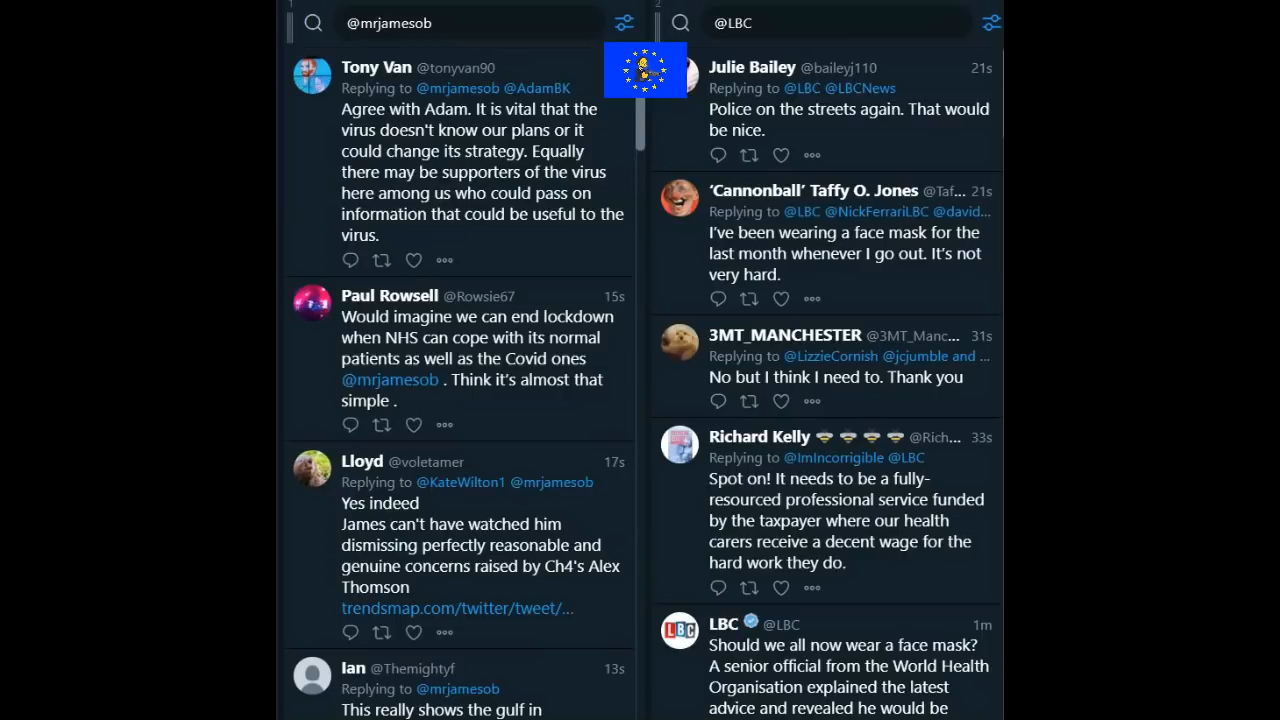 1
@mrjamesob
Tony Van @tonyvan90
Replying to @mrjamesob @AdamBK
Agree with Adam. It is vital that the
virus doesn't know our plans or it
could change its strategy. Equally
there may be supporters of the virus
here among us who could pass on
information that could be useful to the
virus.
Paul Rowsell @Rowsie67 15s
Would imagine we can end lockdown
when NHS can cope with its normal
patients as well as the Covid ones
@mrjamesob . Think it's almost that
simple .
Lloyd @voletamer 17s
Replying to @KateWilton1 @mrjamesob
Yes indeed
James can't have watched him
dismissing perfectly reasonable and
genuine concerns raised by Ch4's Alex
Thomson
trendsmap.com/twitter/tweet/...
Ian @Themightyf 13s
Replying to @mrjamesob
This really shows the gulf in
2
@LBC
Julie Bailey @baileyj110 21s
Replying to @LBC @LBCNews
Police on the streets again. That would
be nice.
‘Cannonball’ Taffy O. Jones @Taf... 21s
Replying to @LBC @NickFerrariLBC @david...
I've been wearing a face mask for the
last month whenever I go out. It's not
very hard.
3MT_MANCHESTER @3MT_Manc... 31s
Replying to @LizzieCornish @jcjumble and ...
No but I think I need to. Thank you
Richard Kelly 🐝 🐝 🐝 🐝 @Rich... 33s
Replying to @ImIncorrigible @LBC
Spot on! It needs to be a fully-
resourced professional service funded
by the taxpayer where our health
carers receive a decent wage for the
hard work they do.
LBC
LBC @LBC 1m
Should we all now wear a face mask?
A senior official from the World Health
Organisation explained the latest
advice and revealed he would be